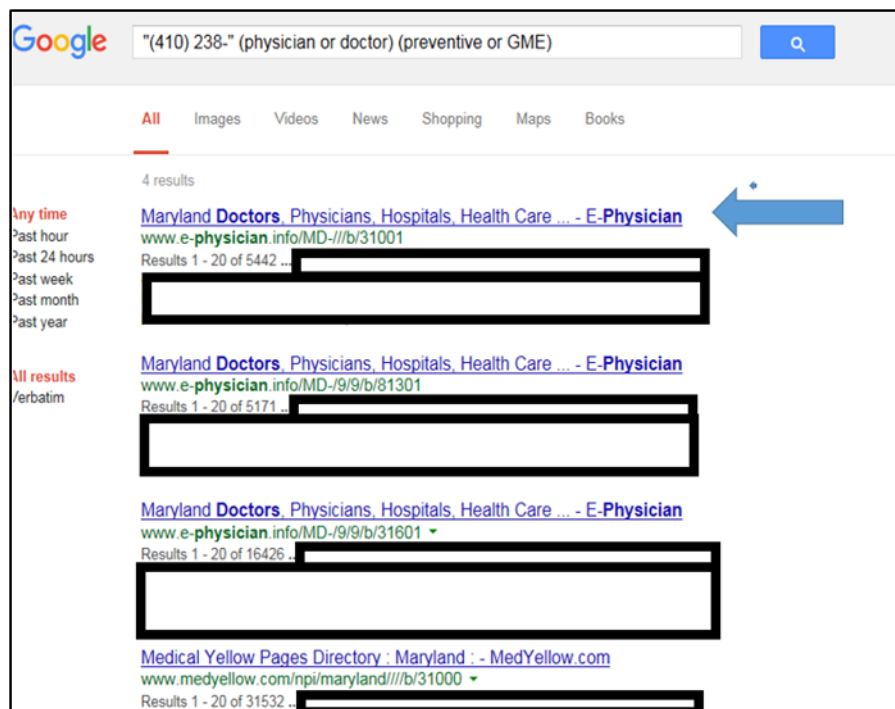 Google "(410) 238-" (physician or doctor) (preventive or GME)
All Images Videos News Shopping Maps Books
4 results
Any time
Past hour
Past 24 hours
Past week
Past month
Past year
All results
Verbatim
Maryland Doctors, Physicians, Hospitals, Health Care ... - E-Physician
www.e-physician.info/MD-///b/31001
Results 1 - 20 of 5442 ...
Maryland Doctors, Physicians, Hospitals, Health Care ... - E-Physician
www.e-physician.info/MD-/9/9/b/81301
Results 1 - 20 of 5171 ..
Maryland Doctors, Physicians, Hospitals, Health Care ... - E-Physician
www.e-physician.info/MD-/9/9/b/31601
Results 1 - 20 of 16426 ..
Medical Yellow Pages Directory : Maryland : - MedYellow.com
www.medyellow.com/npi/maryland////b/31000
Results 1 - 20 of 31532 ..